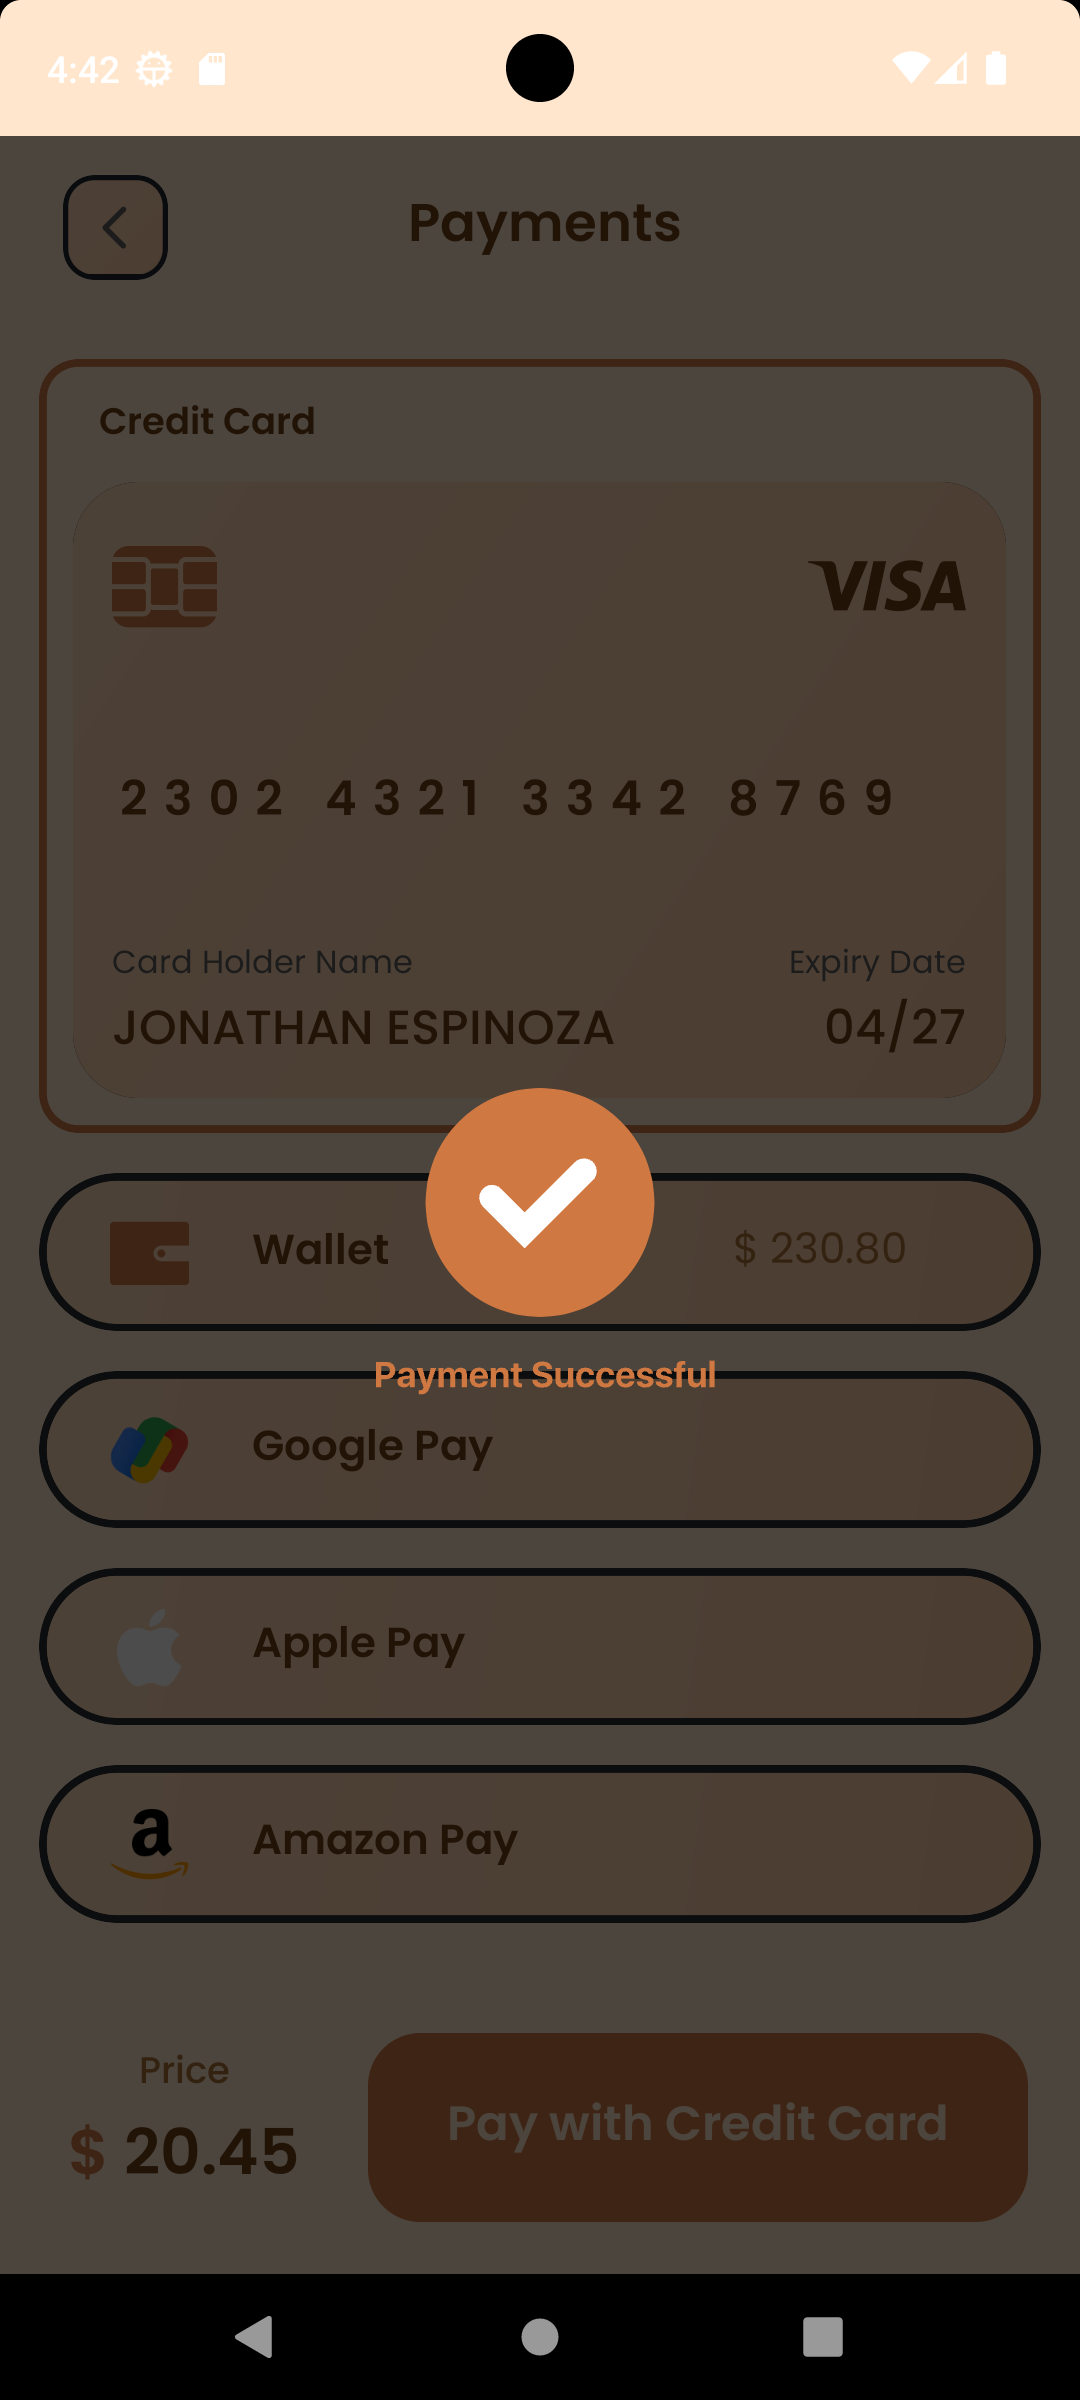 4:42
Payments
Credit Card
VISA
2302 4321 3342 8769
Card Holder Name Expiry Date
JONATHAN ESPINOZA 04/27
Wallet $ 230.80
Payment Successful
Google Pay
Apple Pay
a Amazon Pay
Price
$ 20.45
Pay with Credit Card